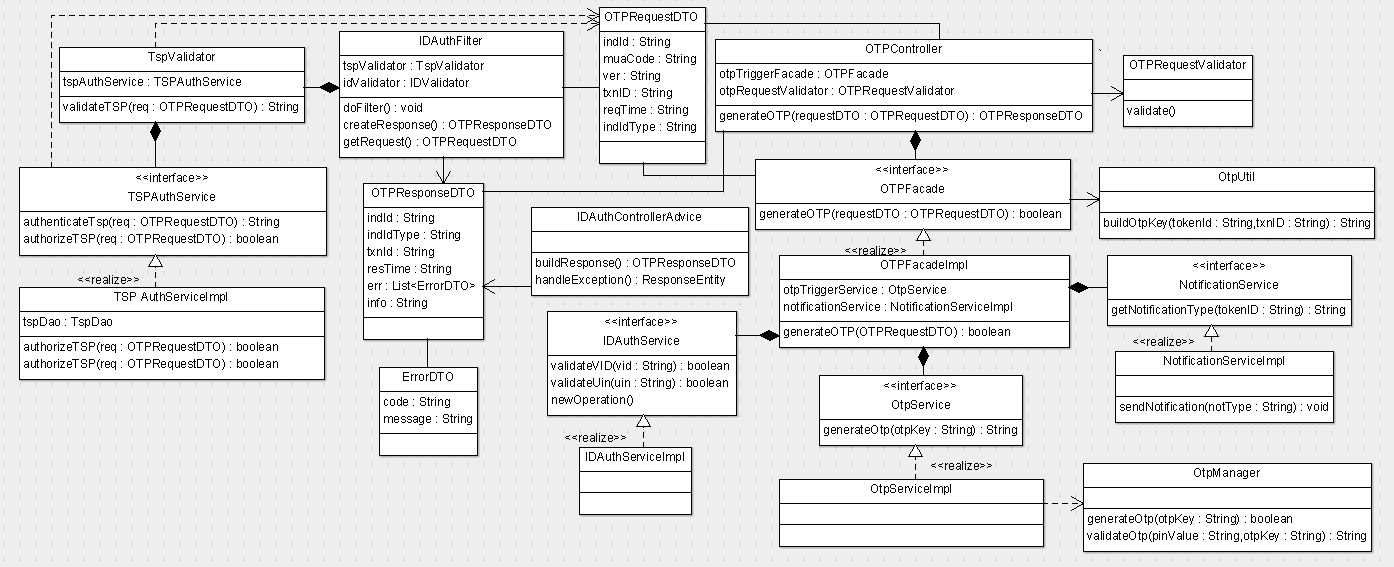 OTPRequestDTO
indId : String
muaCode : String
ver : String
txnID : String
reqTime : String
indIdType : String
TspValidator
tspAuthService : TSPAuthService
validateTSP(req : OTPRequestDTO) : String
IDAuthFilter
tspValidator : TspValidator
idValidator : IDValidator
doFilter() : void
createResponse() : OTPResponseDTO
getRequest() : OTPRequestDTO
OTPController
otpTriggerFacade : OTPFacade
otpRequestValidator : OTPRequestValidator
generateOTP(requestDTO : OTPRequestDTO) : OTPResponseDTO
OTPRequestValidator
validate()
<<interface>>
TSPAuthService
authenticateTsp(req : OTPRequestDTO) : String
authorizeTSP(req : OTPRequestDTO) : boolean
<<realize>>
TSP AuthServiceImpl
tspDao : TspDao
authorizeTSP(req : OTPRequestDTO) : boolean
authorizeTSP(req : OTPRequestDTO) : boolean
OTPResponseDTO
indId : String
indIdType : String
txnId : String
resTime : String
err : List<ErrorDTO>
info : String
ErrorDTO
code : String
message : String
IDAuthControllerAdvice
buildResponse() : OTPResponseDTO
handleException() : ResponseEntity
<<interface>>
OTPFacade
generateOTP(requestDTO : OTPRequestDTO) : boolean
<<realize>>
OtpUtil
buildOtpKey(tokenId : String,txnID : String) : String
OTPFacadeImpl
otpTriggerService : OtpService
notificationService : NotificationServiceImpl
generateOTP(OTPRequestDTO) : boolean
<<interface>>
NotificationService
getNotificationType(tokenID : String) : String
<<realize>>
NotificationServiceImpl
sendNotification(notType : String) : void
<<interface>>
IDAuthService
validateVID(vid : String) : boolean
validateUin(uin : String) : boolean
newOperation()
<<realize>>
IDAuthServiceImpl
<<interface>>
OtpService
generateOtp(otpKey : String) : String
<<realize>>
OtpServiceImpl
OtpManager
generateOtp(otpKey : String) : boolean
validateOtp(pinValue : String,otpKey : String) : String